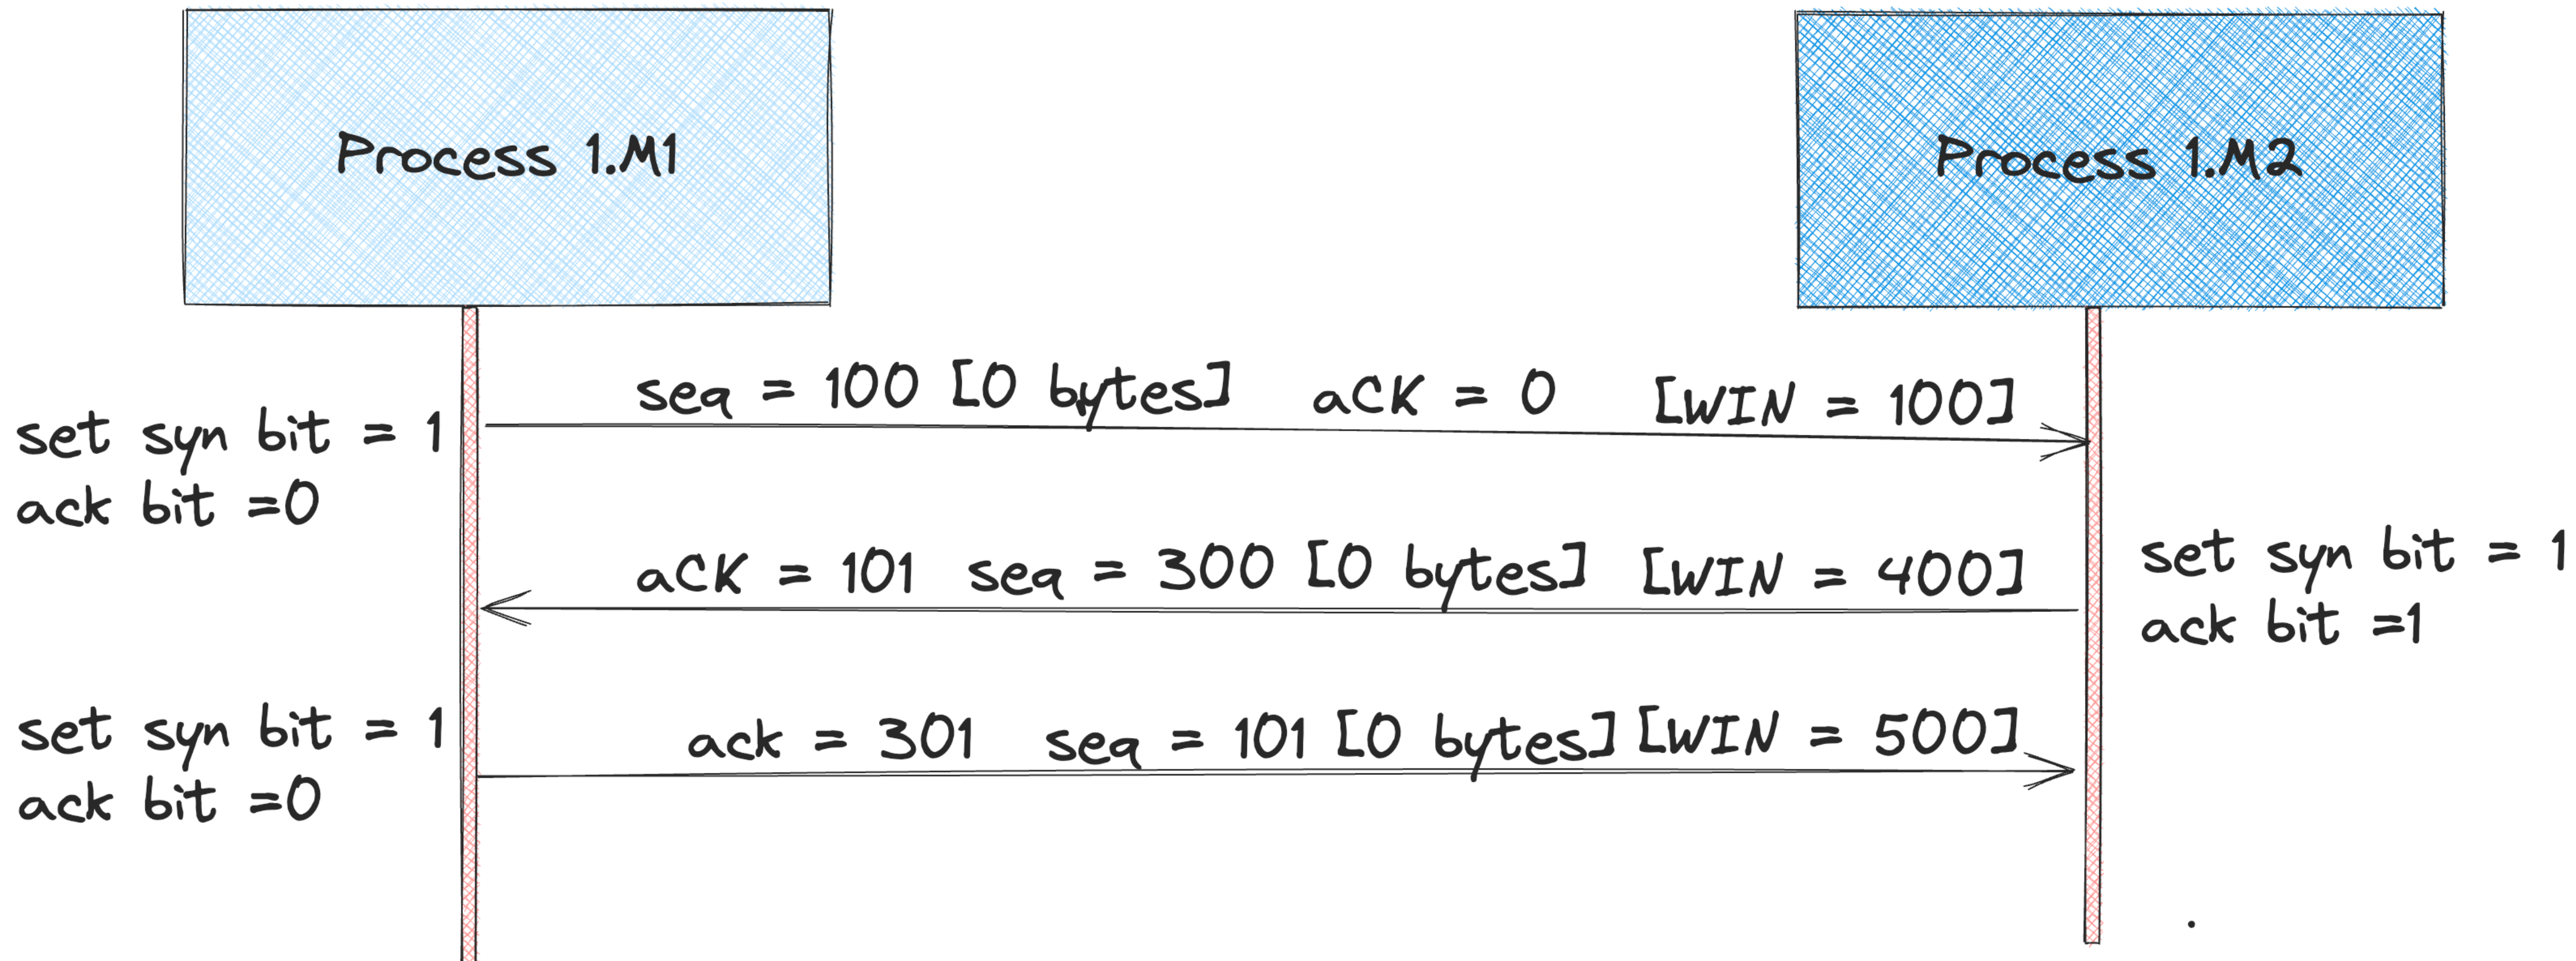 Process 1.M1
Process 1.M2
seq = 100 [0 bytes] aCK = 0 [WIN = 100]
set syn bit = 1
ack bit =0
aCK = 101 seq = 300 [0 bytes] [WIN = 400]
set syn bit = 1
ack bit =1
set syn bit = 1
ack bit =0
ack = 301 seq = 101 [0 bytes] [WIN = 500]